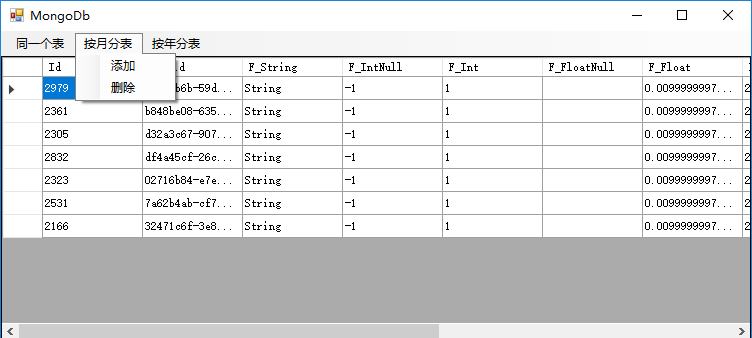 MongoDb
同一个表 按月分表 按年分表
添加
删除
Id d F_String F_IntNull F_Int F_FloatNull F_Float
2979 b6b-59d... String -1 1 0.0099999997...
2361 b848be08-635... String -1 1 0.0099999997... 2
2305 d32a3c67-907... String -1 1 0.0099999997... 2
2832 df4a45cf-26c... String -1 1 0.0099999997... 2
2323 02716b84-e7e... String -1 1 0.0099999997... 2
2531 7a62b4ab-cf7... String -1 1 0.0099999997... 2
2166 32471c6f-3e8... String -1 1 0.0099999997... 2